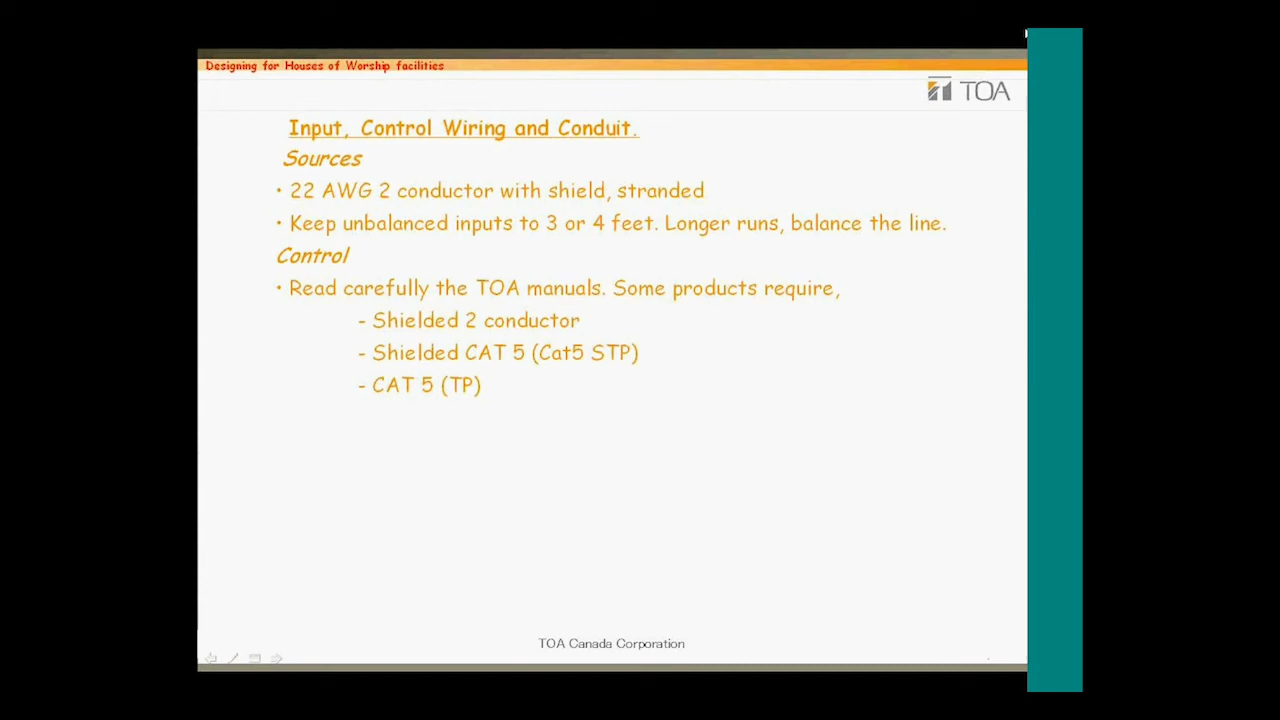 Designing for Houses of Worship facilities
TOA
Input, Control Wiring and Conduit.
Sources
• 22 AWG 2 conductor with shield, stranded
• Keep unbalanced inputs to 3 or 4 feet. Longer runs, balance the line.
Control
• Read carefully the TOA manuals. Some products require,
- Shielded 2 conductor
- Shielded CAT 5 (Cat5 STP)
- CAT 5 (TP)
TOA Canada Corporation